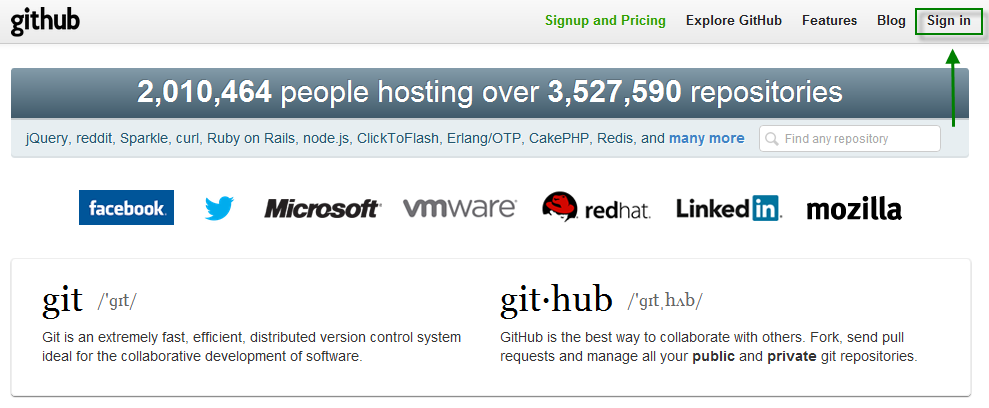 github Signup and Pricing Explore GitHub Features Blog Sign in
2,010,464 people hosting over 3,527,590 repositories
jQuery, reddit, Sparkle, curl, Ruby on Rails, node.js, ClickToFlash, Erlang/OTP, CakePHP, Redis, and many more Find any repository
facebook. Microsoft vmware redhat. Linked in mozilla
git /'gɪt/
Git is an extremely fast, efficient, distributed version control system
ideal for the collaborative development of software.
git·hub /'gɪtˌhʌb/
GitHub is the best way to collaborate with others. Fork, send pull
requests and manage all your public and private git repositories.